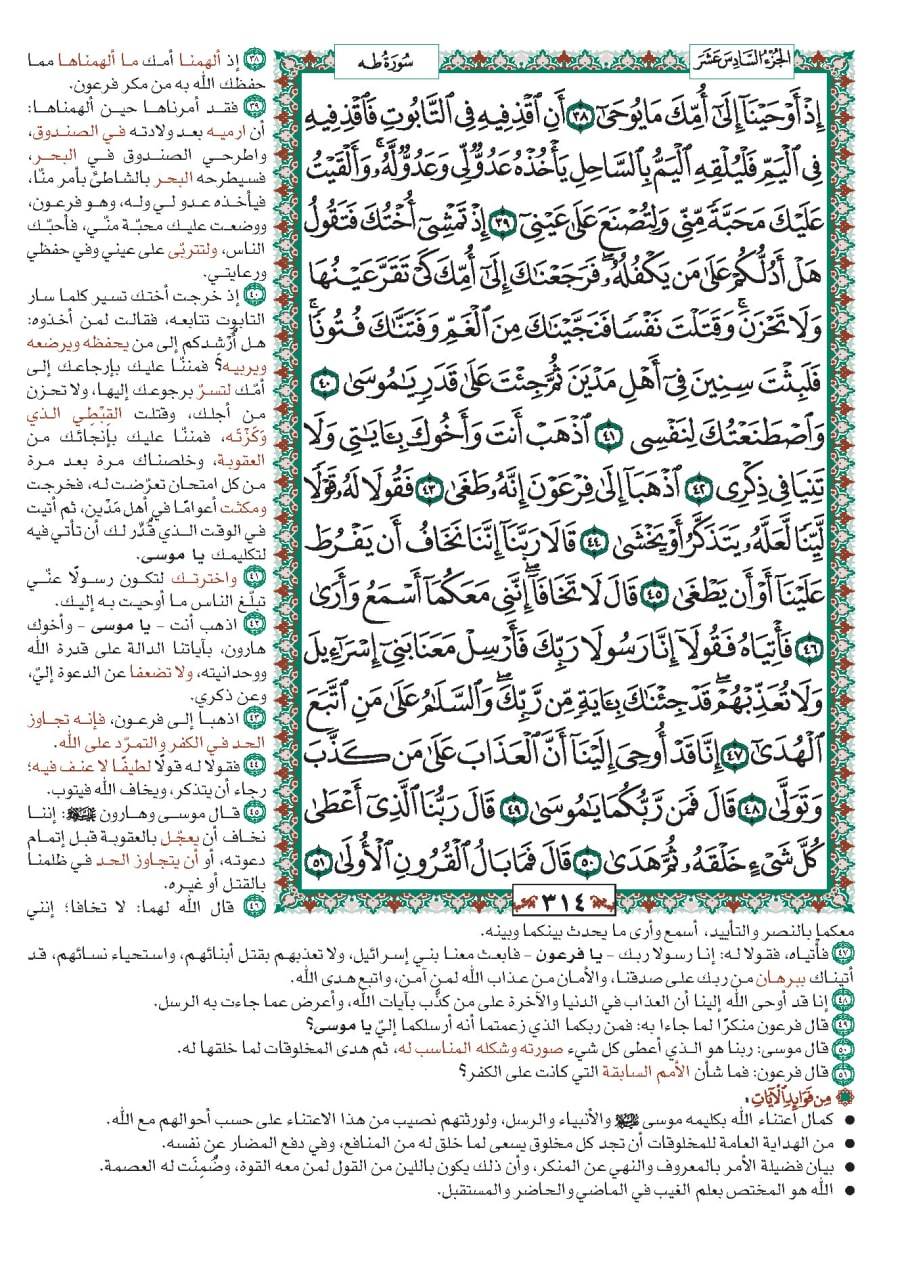 الجُزْءُ السَّادِسَ عَشَرَ
سُورَةُ طه
إِذْ أَوْحَيْنَآ إِلَىٰٓ أُمِّكَ مَا يُوحَىٰٓ ٣٨ أَنِ ٱقْذِفِيهِ فِى ٱلتَّابُوتِ فَٱقْذِفِيهِ
فِى ٱلْيَمِّ فَلْيُلْقِهِ ٱلْيَمُّ بِٱلسَّاحِلِ يَأْخُذْهُ عَدُوٌّ لِّى وَعَدُوٌّ لَّهُۥ ۚ وَأَلْقَيْتُ
عَلَيْكَ مَحَبَّةً مِّنِّى وَلِتُصْنَعَ عَلَىٰ عَيْنِىٓ ٣٩ إِذْ تَمْشِىٓ أُخْتُكَ فَتَقُولُ
هَلْ أَدُلُّكُمْ عَلَىٰ مَن يَكْفُلُهُۥ ۖ فَرَجَعْنَٰكَ إِلَىٰٓ أُمِّكَ كَىْ تَقَرَّ عَيْنُهَا
وَلَا تَحْزَنَ ۚ وَقَتَلْتَ نَفْسًا فَنَجَّيْنَٰكَ مِنَ ٱلْغَمِّ وَفَتَنَّٰكَ فُتُونًا ۚ
فَلَبِثْتَ سِنِينَ فِىٓ أَهْلِ مَدْيَنَ ثُمَّ جِئْتَ عَلَىٰ قَدَرٍ يَٰمُوسَىٰ ٤٠
وَٱصْطَنَعْتُكَ لِنَفْسِى ٤١ ٱذْهَبْ أَنتَ وَأَخُوكَ بِـَٔايَٰتِى وَلَا
تَنِيَا فِى ذِكْرِى ٤٢ ٱذْهَبَآ إِلَىٰ فِرْعَوْنَ إِنَّهُۥ طَغَىٰ ٤٣ فَقُولَا لَهُۥ قَوْلًا
لَّيِّنًا لَّعَلَّهُۥ يَتَذَكَّرُ أَوْ يَخْشَىٰ ٤٤ قَالَا رَبَّنَآ إِنَّنَا نَخَافُ أَن يَفْرُطَ
عَلَيْنَآ أَوْ أَن يَطْغَىٰ ٤٥ قَالَ لَا تَخَافَآ ۖ إِنَّنِى مَعَكُمَآ أَسْمَعُ وَأَرَىٰ
٤٦ فَأْتِيَاهُ فَقُولَآ إِنَّا رَسُولَا رَبِّكَ فَأَرْسِلْ مَعَنَا بَنِىٓ إِسْرَٰٓءِيلَ
وَلَا تُعَذِّبْهُمْ ۖ قَدْ جِئْنَٰكَ بِـَٔايَةٍ مِّن رَّبِّكَ ۖ وَٱلسَّلَٰمُ عَلَىٰ مَنِ ٱتَّبَعَ
ٱلْهُدَىٰٓ ٤٧ إِنَّا قَدْ أُوحِىَ إِلَيْنَآ أَنَّ ٱلْعَذَابَ عَلَىٰ مَن كَذَّبَ
وَتَوَلَّىٰ ٤٨ قَالَ فَمَن رَّبُّكُمَا يَٰمُوسَىٰ ٤٩ قَالَ رَبُّنَا ٱلَّذِىٓ أَعْطَىٰ
كُلَّ شَىْءٍ خَلْقَهُۥ ثُمَّ هَدَىٰ ٥٠ قَالَ فَمَا بَالُ ٱلْقُرُونِ ٱلْأُولَىٰ ٥١
٣١٤
٣٨ إذ ألهمنا أمك ما ألهمناها مما
حفظك الله به من مكر فرعون.
٣٩ فقد أمرناها حين ألهمناها:
أن ارميه بعد ولادته في الصندوق،
واطرحي الصندوق في البحر،
فسيطرحه البحر بالشاطئ بأمر منّا،
فيأخذه عدو لي وله، وهو فرعون،
ووضعت عليك محبّة منّي، فأحبّك
الناس، ولتتربّى على عيني وفي حفظي
ورعايتي.
٤٠ إذ خرجت أختك تسير كلما سار
التابوت تتابعه، فقالت لمن أخذوه:
هل أُرْشدكم إلى من يحفظه ويرضعه
ويربيه؟ فمننَّا عليك بإرجاعك إلى
أمّك لتسرّ برجوعك إليها، ولا تحزن
من أجلك، وقتلت القِبْطِي الذي
وَكَزْتَه، فمننَّا عليك بإنجائك من
العقوبة، وخلصناك مرة بعد مرة
من كل امتحان تعرّضت له، فخرجت
ومكثت أعوامًا في أهل مَدْين، ثم أتيت
في الوقت الذي قُدِّر لك أن تأتي فيه
لتكليمك يا موسى.
٤١ واخترتك لتكون رسولًا عنّي
تبلّغ الناس ما أوحيت به إليك.
٤٢ اذهب أنت - يا موسى - وأخوك
هارون، بآياتنا الدالة على قدرة الله
ووحدانيته، ولا تضعفا عن الدعوة إليّ،
وعن ذكري.
٤٣ اذهبا إلى فرعون، فإنه تجاوز
الحد في الكفر والتمرّد على الله.
٤٤ فقولا له قولًا لطيفًا لا عنف فيه؛
رجاء أن يتذكر، ويخاف الله فيتوب.
٤٥ قال موسى وهارون ﷺ: إننا
نخاف أن يعجّل بالعقوبة قبل إتمام
دعوته، أو أن يتجاوز الحد في ظلمنا
بالقتل أو غيره.
٤٦ قال الله لهما: لا تخافا؛ إنني
معكما بالنصر والتأييد، أسمع وأرى ما يحدث بينكما وبينه.
٤٧ فأتياه، فقولا له: إنا رسولا ربك - يا فرعون - فابعث معنا بني إسرائيل، ولا تعذبهم بقتل أبنائهم، واستحياء نسائهم، قد
أتيناك ببرهان من ربك على صدقنا، والأمان من عذاب الله لمن آمن، واتبع هدى الله.
٤٨ إنا قد أوحى الله إلينا أن العذاب في الدنيا والآخرة على من كذَّب بآيات الله، وأعرض عما جاءت به الرسل.
٤٩ قال فرعون منكرًا لما جاءا به: فمن ربكما الذي زعمتما أنه أرسلكما إليّ يا موسى؟
٥٠ قال موسى: ربنا هو الذي أعطى كل شيء صورته وشكله المناسب له، ثم هدى المخلوقات لما خلقها له.
٥١ قال فرعون: فما شأن الأمم السابقة التي كانت على الكفر؟
مِن فَوَائِدِ الآيَاتِ:
● كمال اعتناء الله بكليمه موسى ﷺ والأنبياء والرسل، ولورثتهم نصيب من هذا الاعتناء على حسب أحوالهم مع الله.
● من الهداية العامة للمخلوقات أن تجد كل مخلوق يسعى لما خلق له من المنافع، وفي دفع المضار عن نفسه.
● بيان فضيلة الأمر بالمعروف والنهي عن المنكر، وأن ذلك يكون باللين من القول لمن معه القوة، وضُمِنَت له العصمة.
● الله هو المختص بعلم الغيب في الماضي والحاضر والمستقبل.